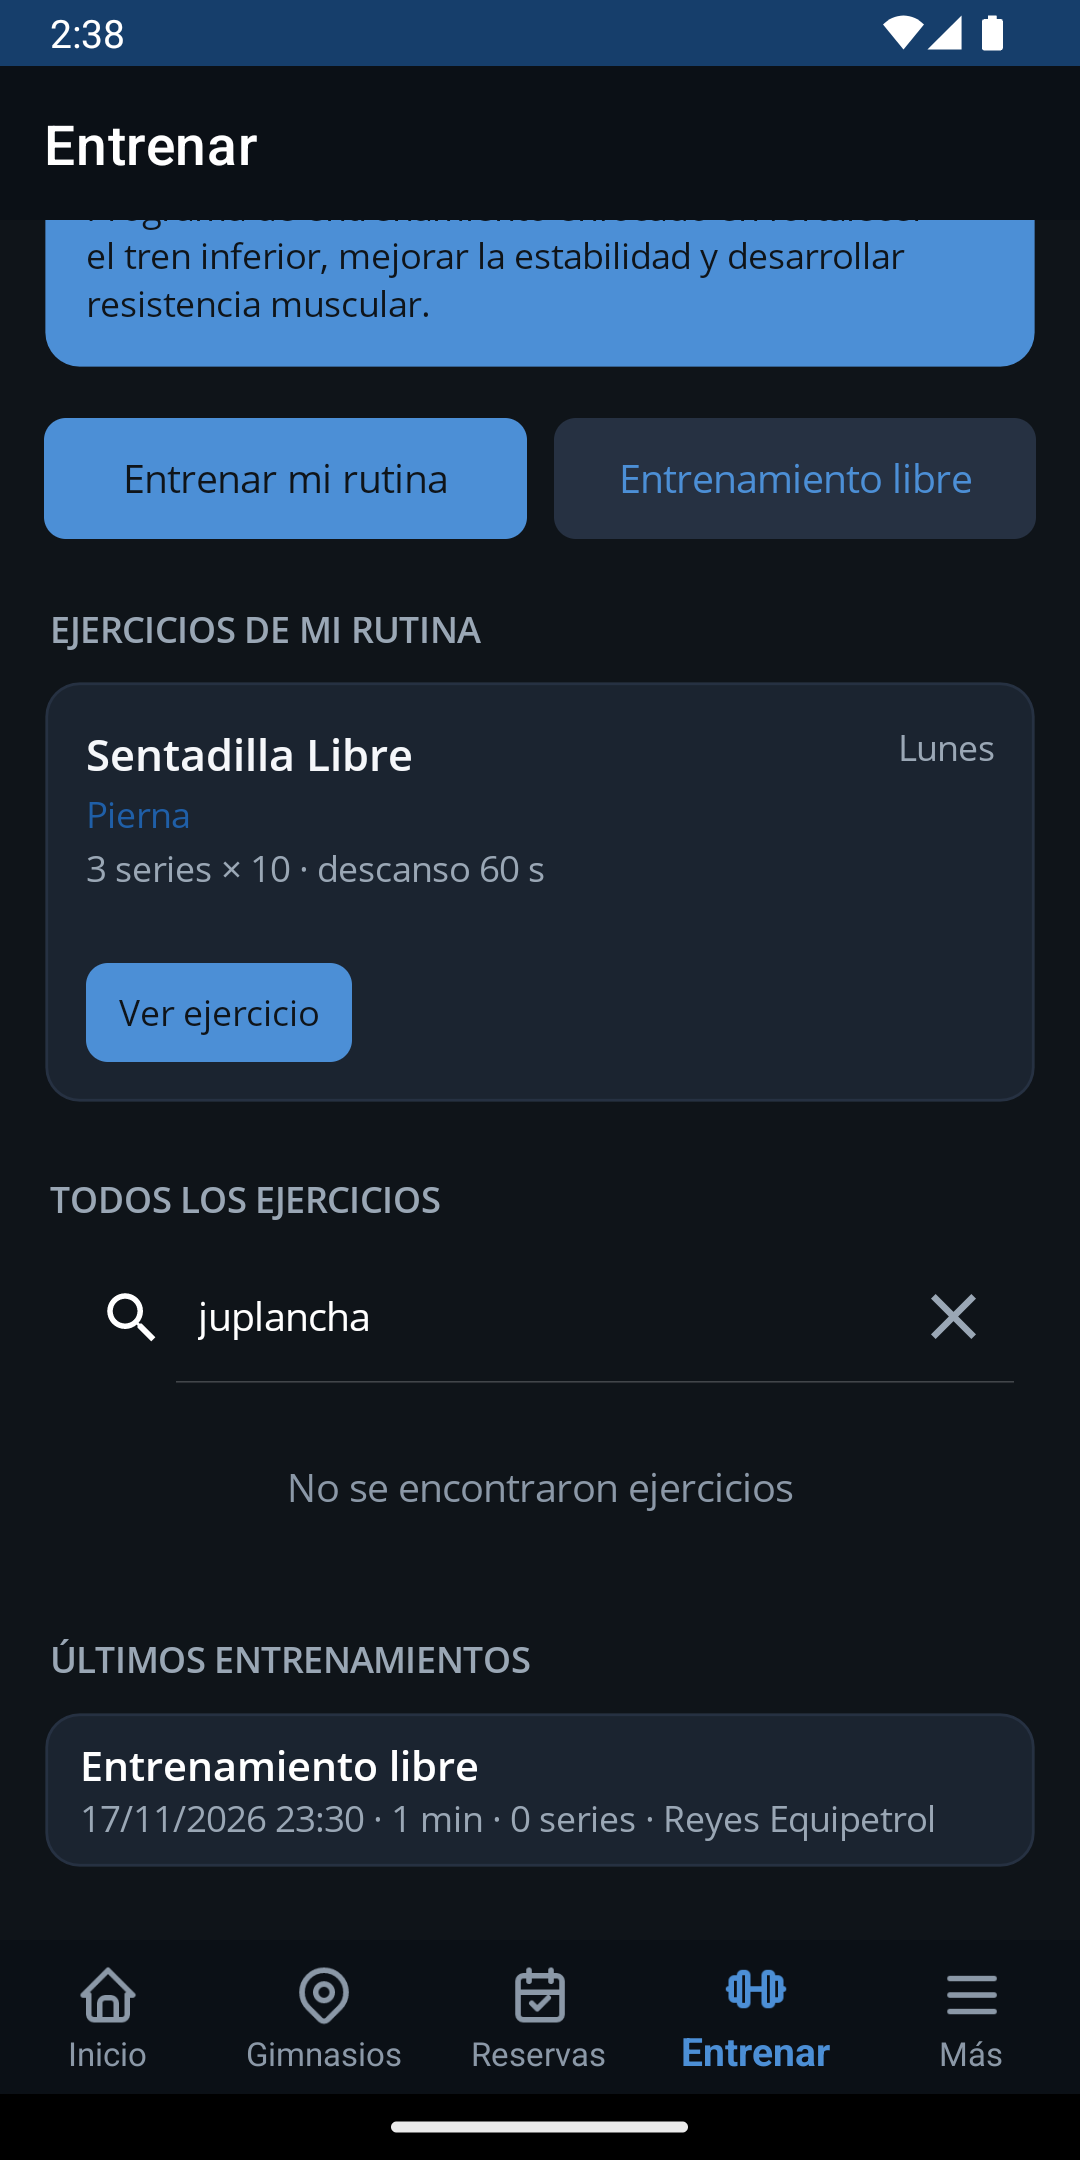 2:38
Entrenar
el tren inferior, mejorar la estabilidad y desarrollar
resistencia muscular.
Entrenar mi rutina
Entrenamiento libre
EJERCICIOS DE MI RUTINA
Sentadilla Libre
Lunes
Pierna
3 series × 10 · descanso 60 s
Ver ejercicio
TODOS LOS EJERCICIOS
juplancha
No se encontraron ejercicios
ÚLTIMOS ENTRENAMIENTOS
Entrenamiento libre
17/11/2026 23:30 · 1 min · 0 series · Reyes Equipetrol
Inicio
Gimnasios
Reservas
Entrenar
Más